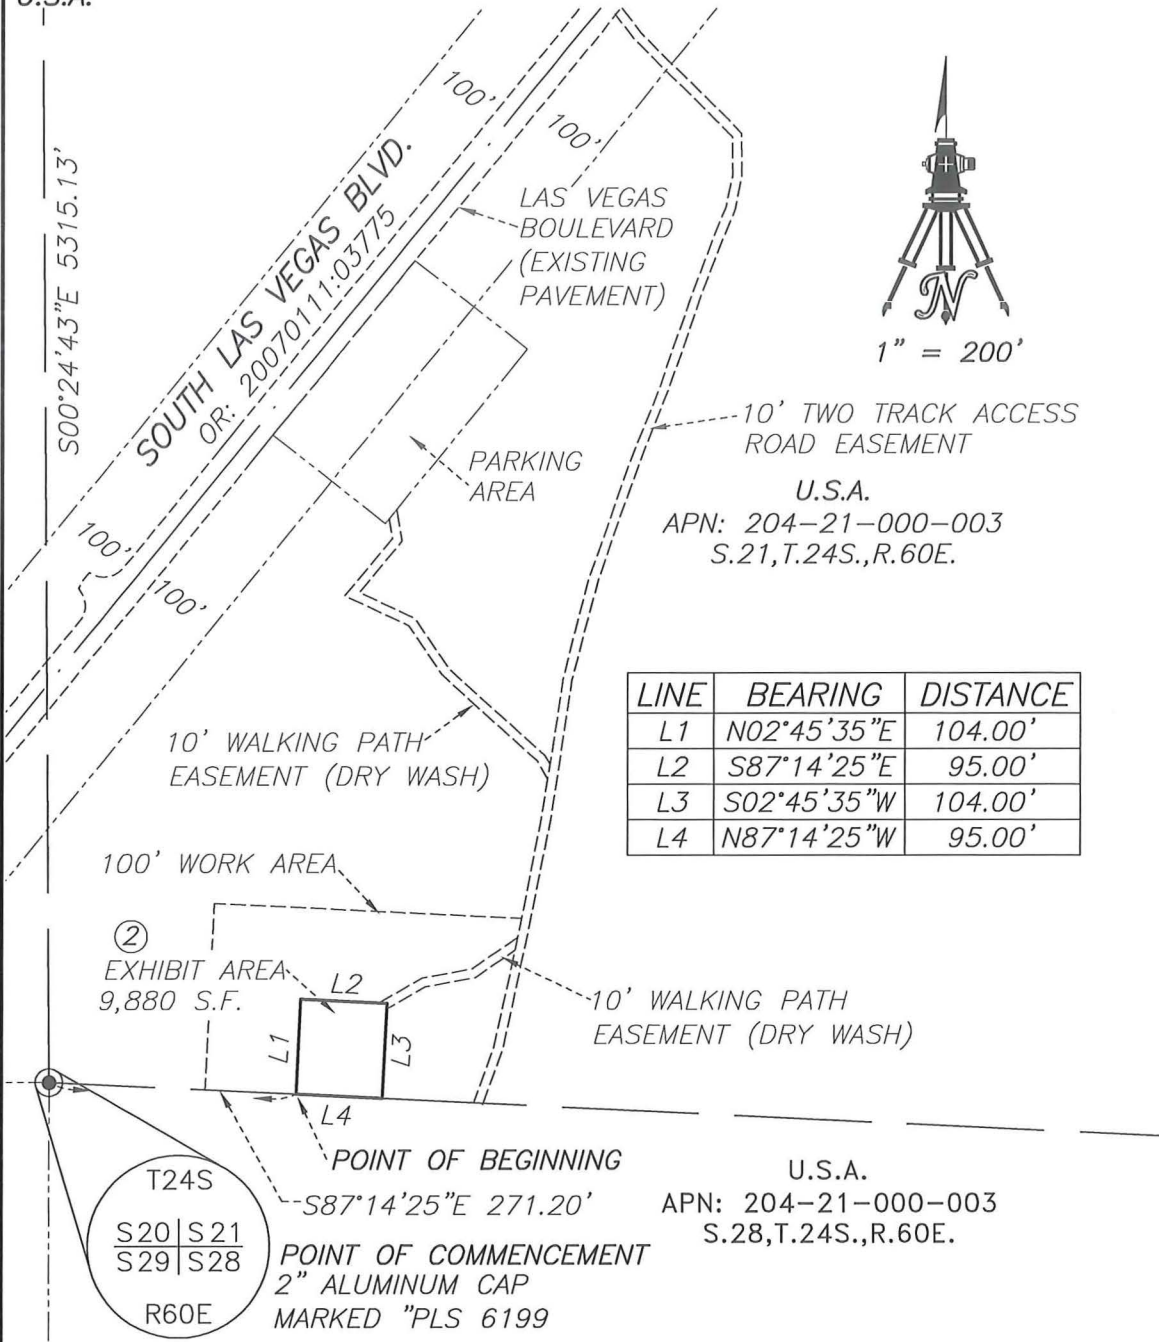 U.S.A.
S00°24'43"E 5315.13'
100'
100'
SOUTH LAS VEGAS BLVD.
OR: 20070111:03775
LAS VEGAS
BOULEVARD
(EXISTING
PAVEMENT)
N
1" = 200'
10' TWO TRACK ACCESS
ROAD EASEMENT
PARKING
AREA
U.S.A.
APN: 204-21-000-003
S.21,T.24S.,R.60E.
100'
100'
LINE BEARING DISTANCE
L1 N02°45'35"E 104.00'
L2 S87°14'25"E 95.00'
L3 S02°45'35"W 104.00'
L4 N87°14'25"W 95.00'
10' WALKING PATH
EASEMENT (DRY WASH)
100' WORK AREA
2
EXHIBIT AREA
9,880 S.F.
L2
L1
L3
L4
10' WALKING PATH
EASEMENT (DRY WASH)
POINT OF BEGINNING
S87°14'25"E 271.20'
U.S.A.
APN: 204-21-000-003
S.28,T.24S.,R.60E.
T24S
S20 S21
S29 S28
R60E
POINT OF COMMENCEMENT
2" ALUMINUM CAP
MARKED "PLS 6199